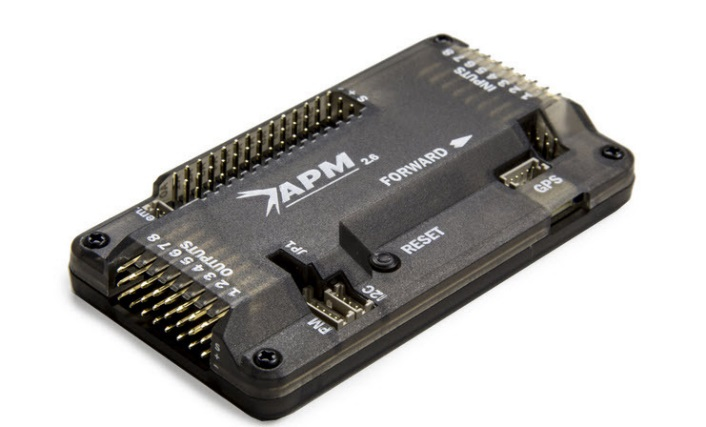 1 2 3 4 5 6 7 8
INPUTS
S +
APM 2.6
FORWARD
GPS
1 2 3 4 5 6 7 8
OUTPUTS
JP1
RESET
I2C
PM